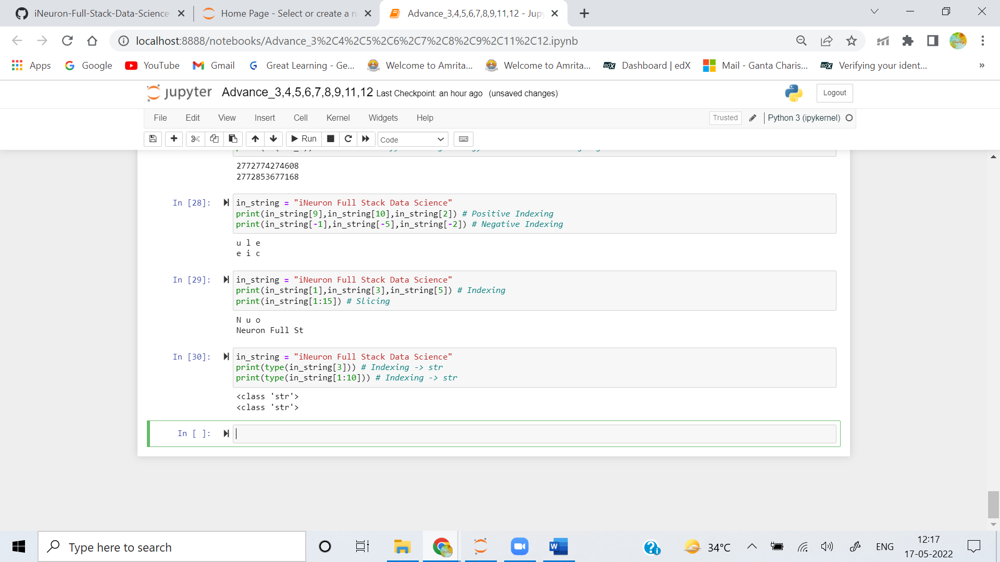 iNeuron-Full-Stack-Data-Science
Home Page - Select or create a n
Advance_3,4,5,6,7,8,9,11,12 - Jupy
localhost:8888/notebooks/Advance_3%2C4%2C5%2C6%2C7%2C8%2C9%2C11%2C12.ipynb
Apps Google YouTube Gmail Great Learning - Ge... Welcome to Amrita... Welcome to Amrita... Dashboard | edX Mail - Ganta Charis... Verifying your ident... »
jupyter Advance_3,4,5,6,7,8,9,11,12 Last Checkpoint: an hour ago (unsaved changes) Logout
File Edit View Insert Cell Kernel Widgets Help Trusted Python 3 (ipykernel)
Run Code
2772774274608
2772853677168
In [28]: in_string = "iNeuron Full Stack Data Science"
print(in_string[9],in_string[10],in_string[2]) # Positive Indexing
print(in_string[-1],in_string[-5],in_string[-2]) # Negative Indexing
u l e
e i c
In [29]: in_string = "iNeuron Full Stack Data Science"
print(in_string[1],in_string[3],in_string[5]) # Indexing
print(in_string[1:15]) # Slicing
N u o
Neuron Full St
In [30]: in_string = "iNeuron Full Stack Data Science"
print(type(in_string[3])) # Indexing -> str
print(type(in_string[1:10])) # Indexing -> str
<class 'str'>
<class 'str'>
In [ ]:
Type here to search
34°C
ENG
12:17
17-05-2022